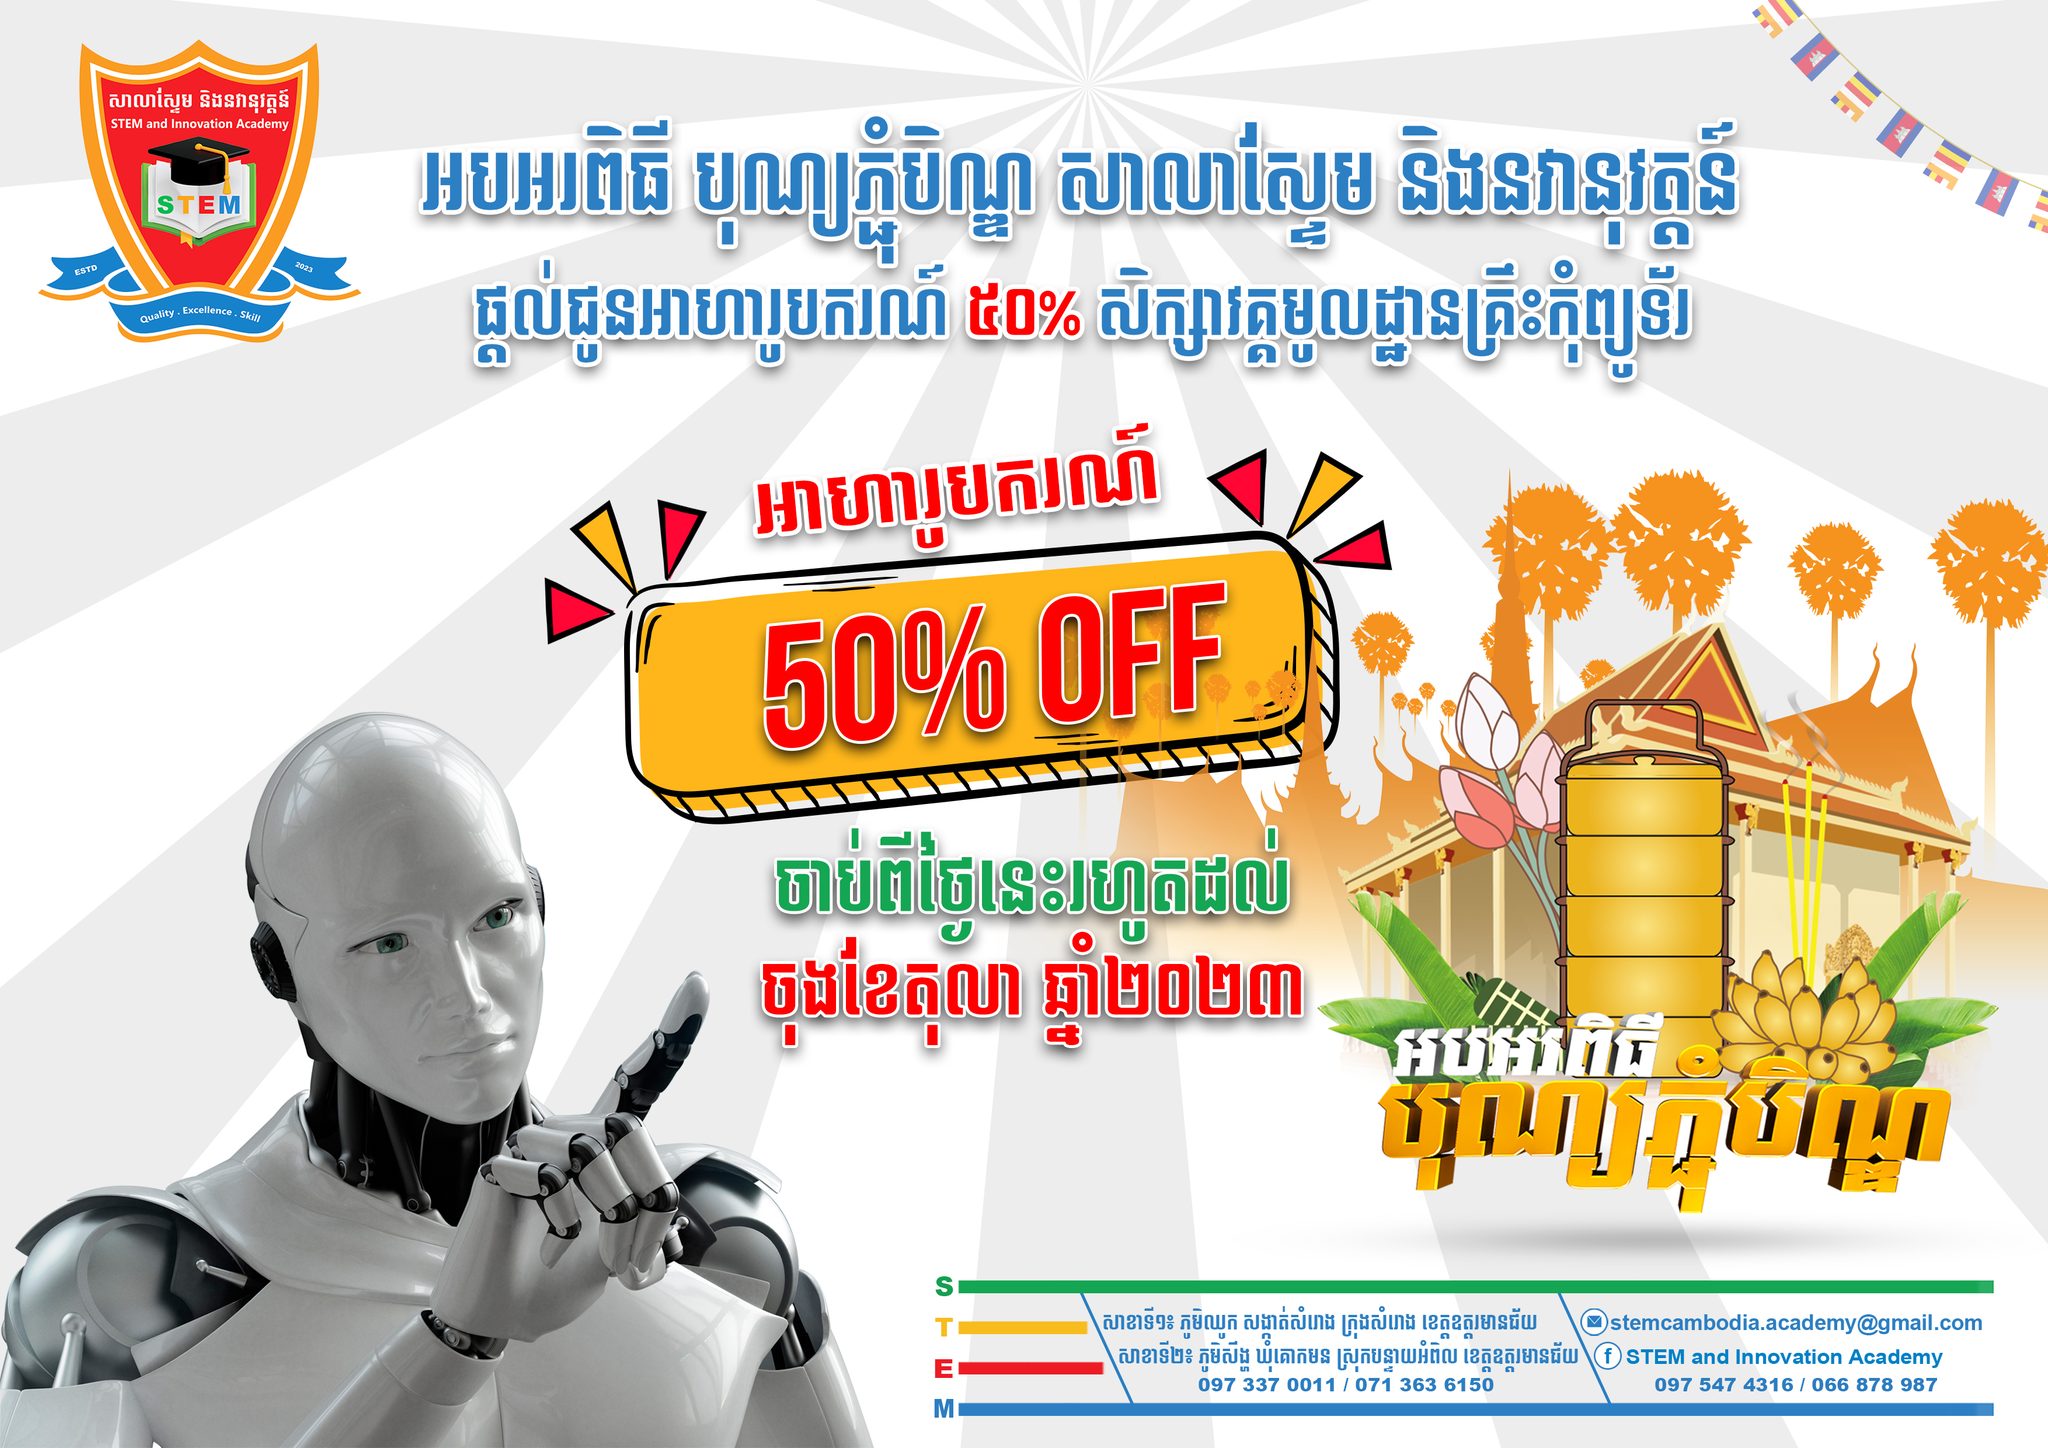 សាលាស្ទែម និងនវានុវត្តន៍
STEM and Innovation Academy
STEM
ESTD
2023
Quality . Excellence . Skill
អបអរពិធី បុណ្យភ្ជុំបិណ្ឌ សាលាស្ទែម និងនវានុវត្តន៍
ផ្តល់ជូនអាហារូបករណ៍ ៥០% សិក្សាវគ្គមូលដ្ឋានគ្រឹះកុំព្យូទ័រ
អាហារូបករណ៍
50% OFF
ចាប់ពីថ្ងៃនេះរហូតដល់
ចុងខែតុលា ឆ្នាំ២០២៣
អបអរពិធី
បុណ្យភ្ជុំបិណ្ឌ
S
T
E
M
សាខាទី១៖ ភូមិឈូក សង្កាត់សំរោង ក្រុងសំរោង ខេត្តឧត្តរមានជ័យ
សាខាទី២៖ ភូមិសឹង្ហ ឃុំគោកមន ស្រុកបន្ទាយអំពិល ខេត្តឧត្តរមានជ័យ
097 337 0011 / 071 363 6150
stemcambodia.academy@gmail.com
STEM and Innovation Academy
097 547 4316 / 066 878 987